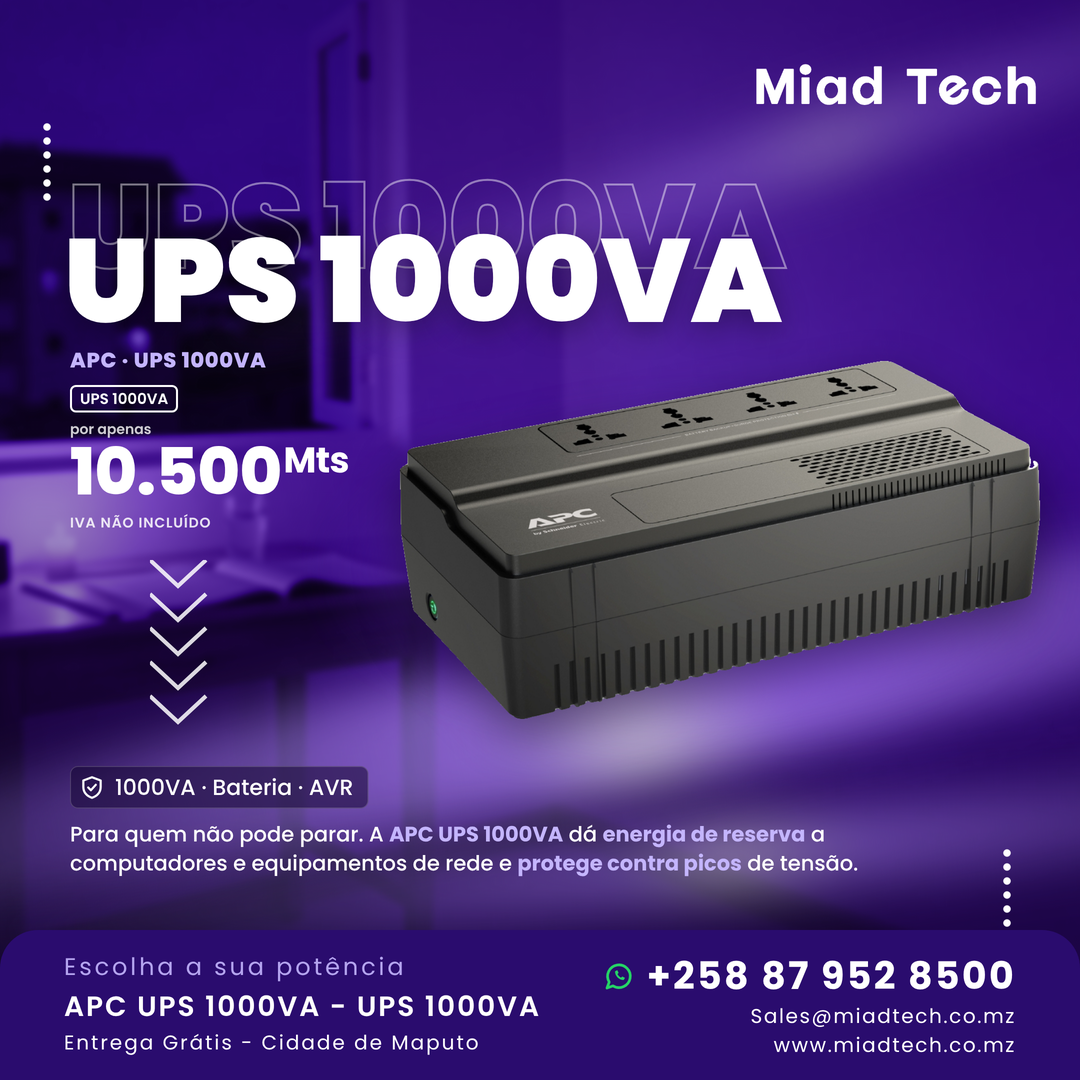 Miad Tech
UPS 1000VA
UPS 1000VA
APC · UPS 1000VA
UPS 1000VA
por apenas
10.500Mts
IVA NÃO INCLUÍDO
APC
by Schneider Electric
1000VA · Bateria · AVR
Para quem não pode parar. A APC UPS 1000VA dá energia de reserva a
computadores e equipamentos de rede e protege contra picos de tensão.
Escolha a sua potência
APC UPS 1000VA – UPS 1000VA
Entrega Grátis – Cidade de Maputo
+258 87 952 8500
Sales@miadtech.co.mz
www.miadtech.co.mz